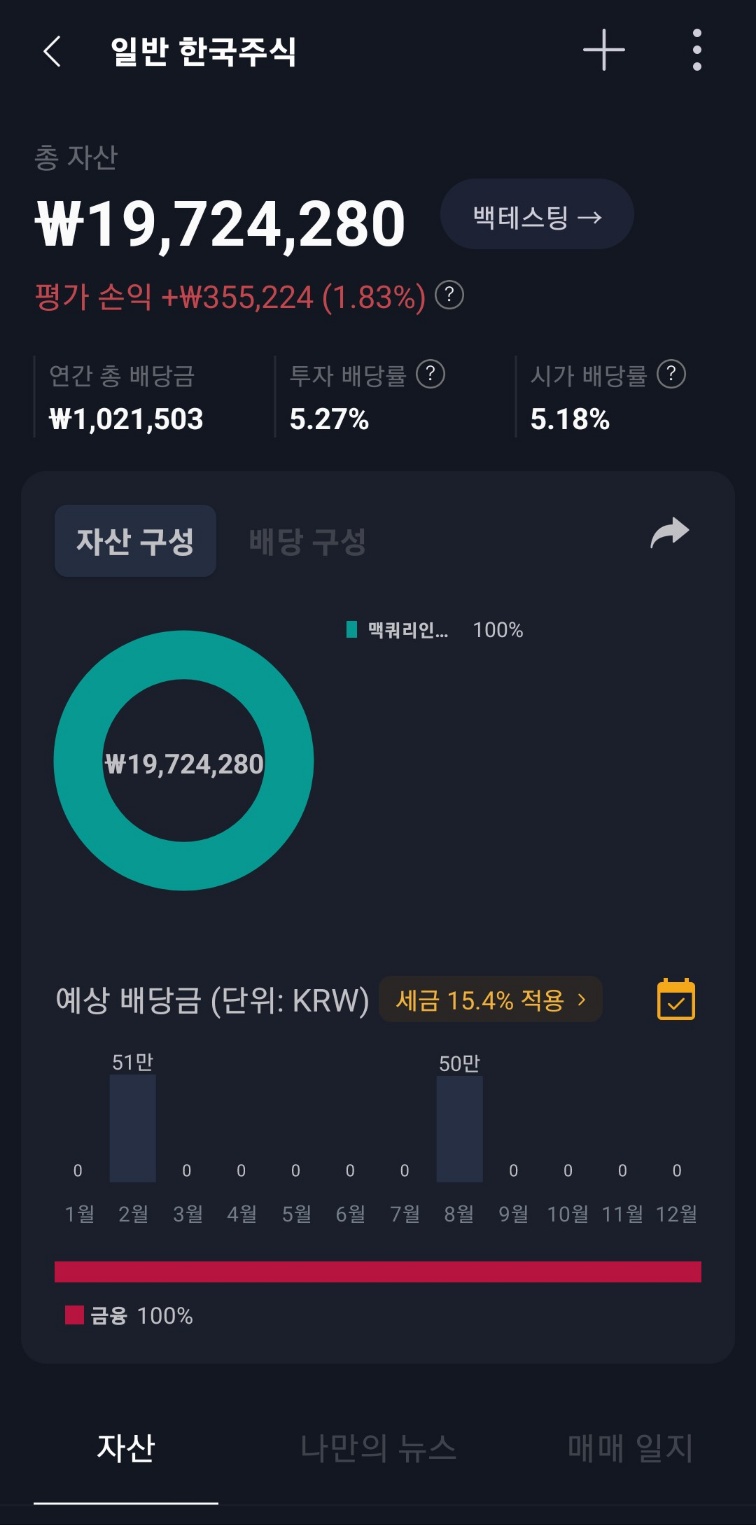 일반 한국주식
총 자산
₩19,724,280
백테스팅 →
평가 손익 +₩355,224 (1.83%) ?
연간 총 배당금 투자 배당률 ? 시가 배당률 ?
₩1,021,503 5.27% 5.18%
자산 구성 배당 구성
맥쿼리인... 100%
₩19,724,280
예상 배당금 (단위: KRW) 세금 15.4% 적용 >
51만 50만
0 0 0 0 0 0 0 0 0 0
1월 2월 3월 4월 5월 6월 7월 8월 9월 10월 11월 12월
금융 100%
자산 나만의 뉴스 매매 일지